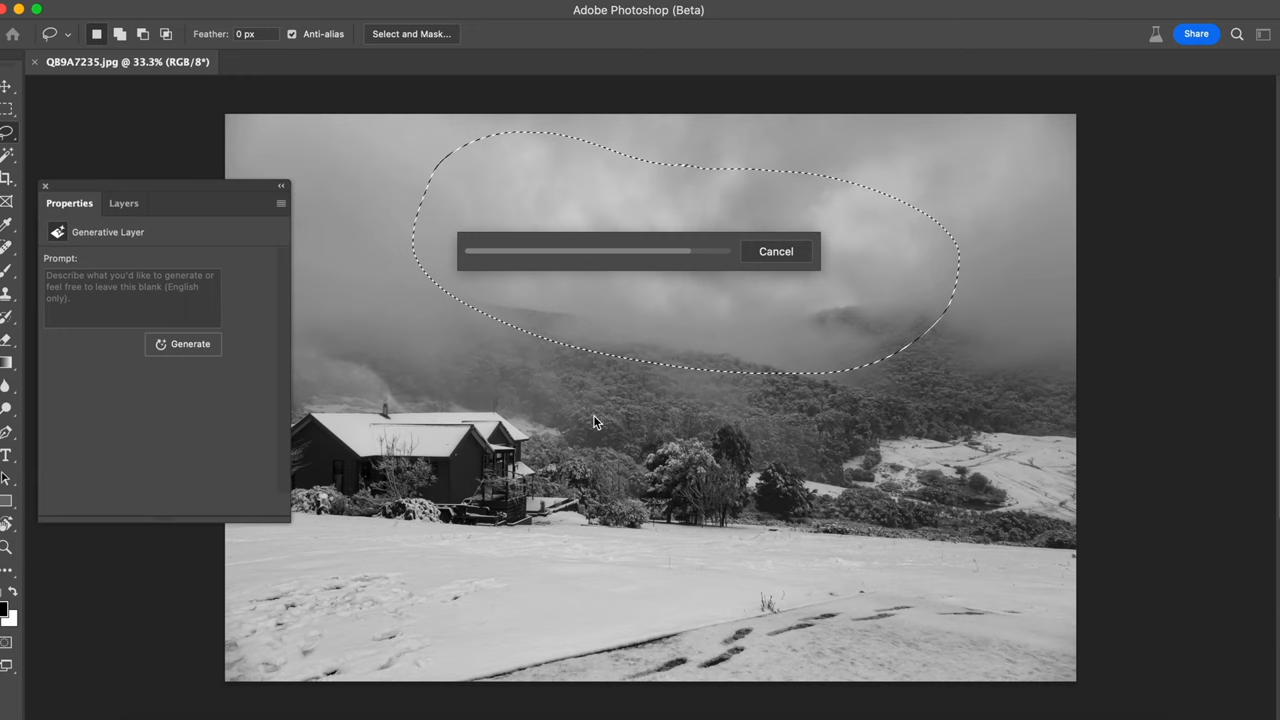 Adobe Photoshop (Beta)
Feather: 0 px Anti-alias Select and Mask... Share
× QB9A7235.jpg @ 33.3% (RGB/8*)
Properties Layers
Generative Layer
Prompt:
Describe what you'd like to generate or
feel free to leave this blank (English
only).
Generate
Cancel